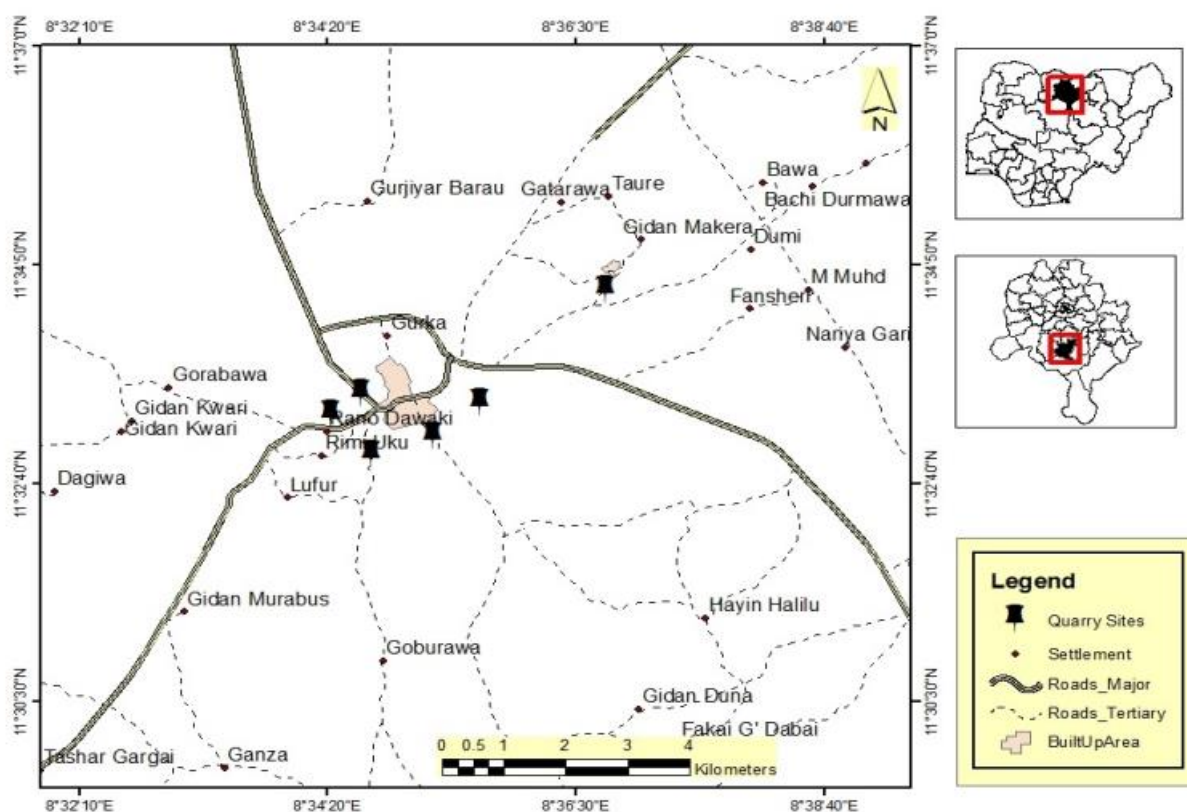 8°32'10"E
8°34'20"E
8°36'30"E
8°38'40"E
11°37'0"N
11°37'0"N
N
Bawa
Gurjiyar Barau
Gatarawa
Taure
Bachi Durmawa
Gidan Makera
Dumi
11°34'50"N
11°34'50"N
M Muhd
Fansheri
Gurka
Nariya Gari
Gorabawa
Gidan Kwari
Rano Dawaki
Gidan Kwari
Rimi Uku
Dagiwa
Lufur
11°32'40"N
11°32'40"N
Gidan Murabus
Hayin Halilu
Goburawa
Gidan Duna
11°30'30"N
11°30'30"N
Fakai G' Dabai
Tashar Gargai
Ganza
0 0.5 1 2 3 4
Kilometers
8°32'10"E
8°34'20"E
8°36'30"E
8°38'40"E
Legend
Quarry Sites
Settlement
Roads_Major
Roads_Tertiary
BuiltUpArea